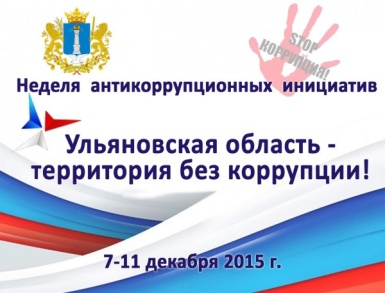 STOP
КОРРУПЦИЯ!
Неделя антикоррупционных инициатив
Ульяновская область -
территория без коррупции!
7-11 декабря 2015 г.